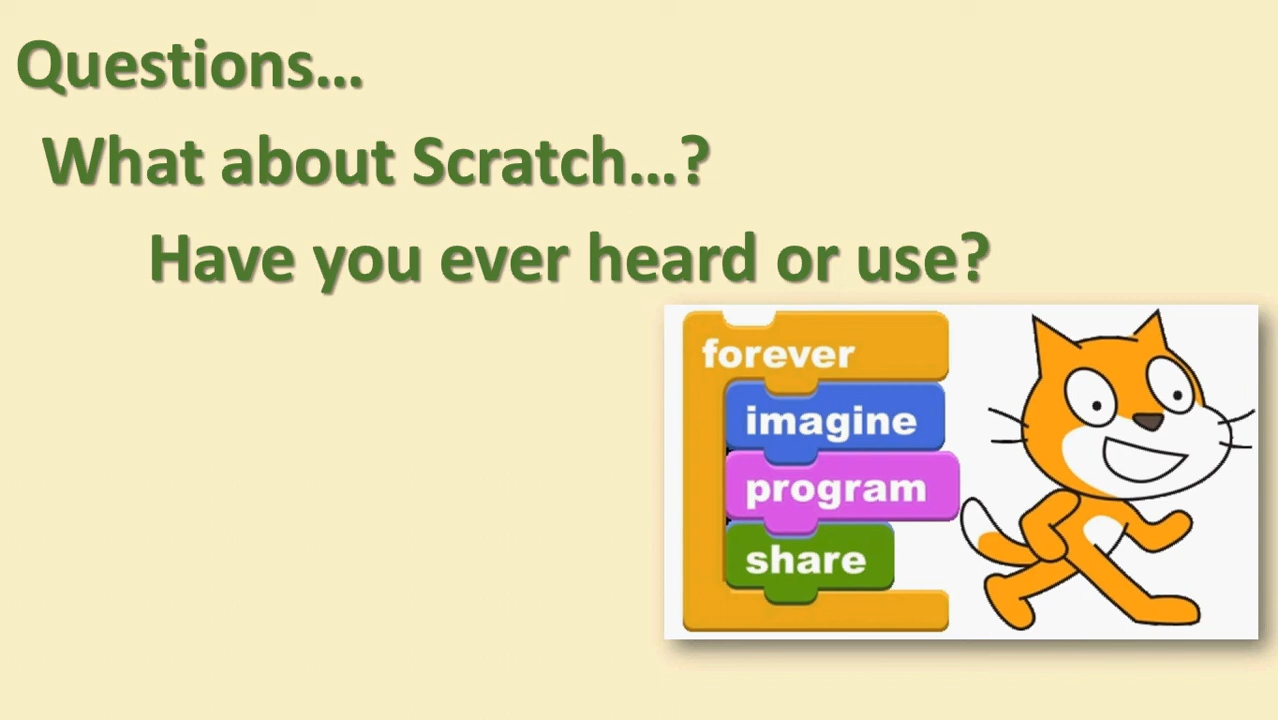 Questions...
What about Scratch...?
Have you ever heard or use?
forever
imagine
program
share